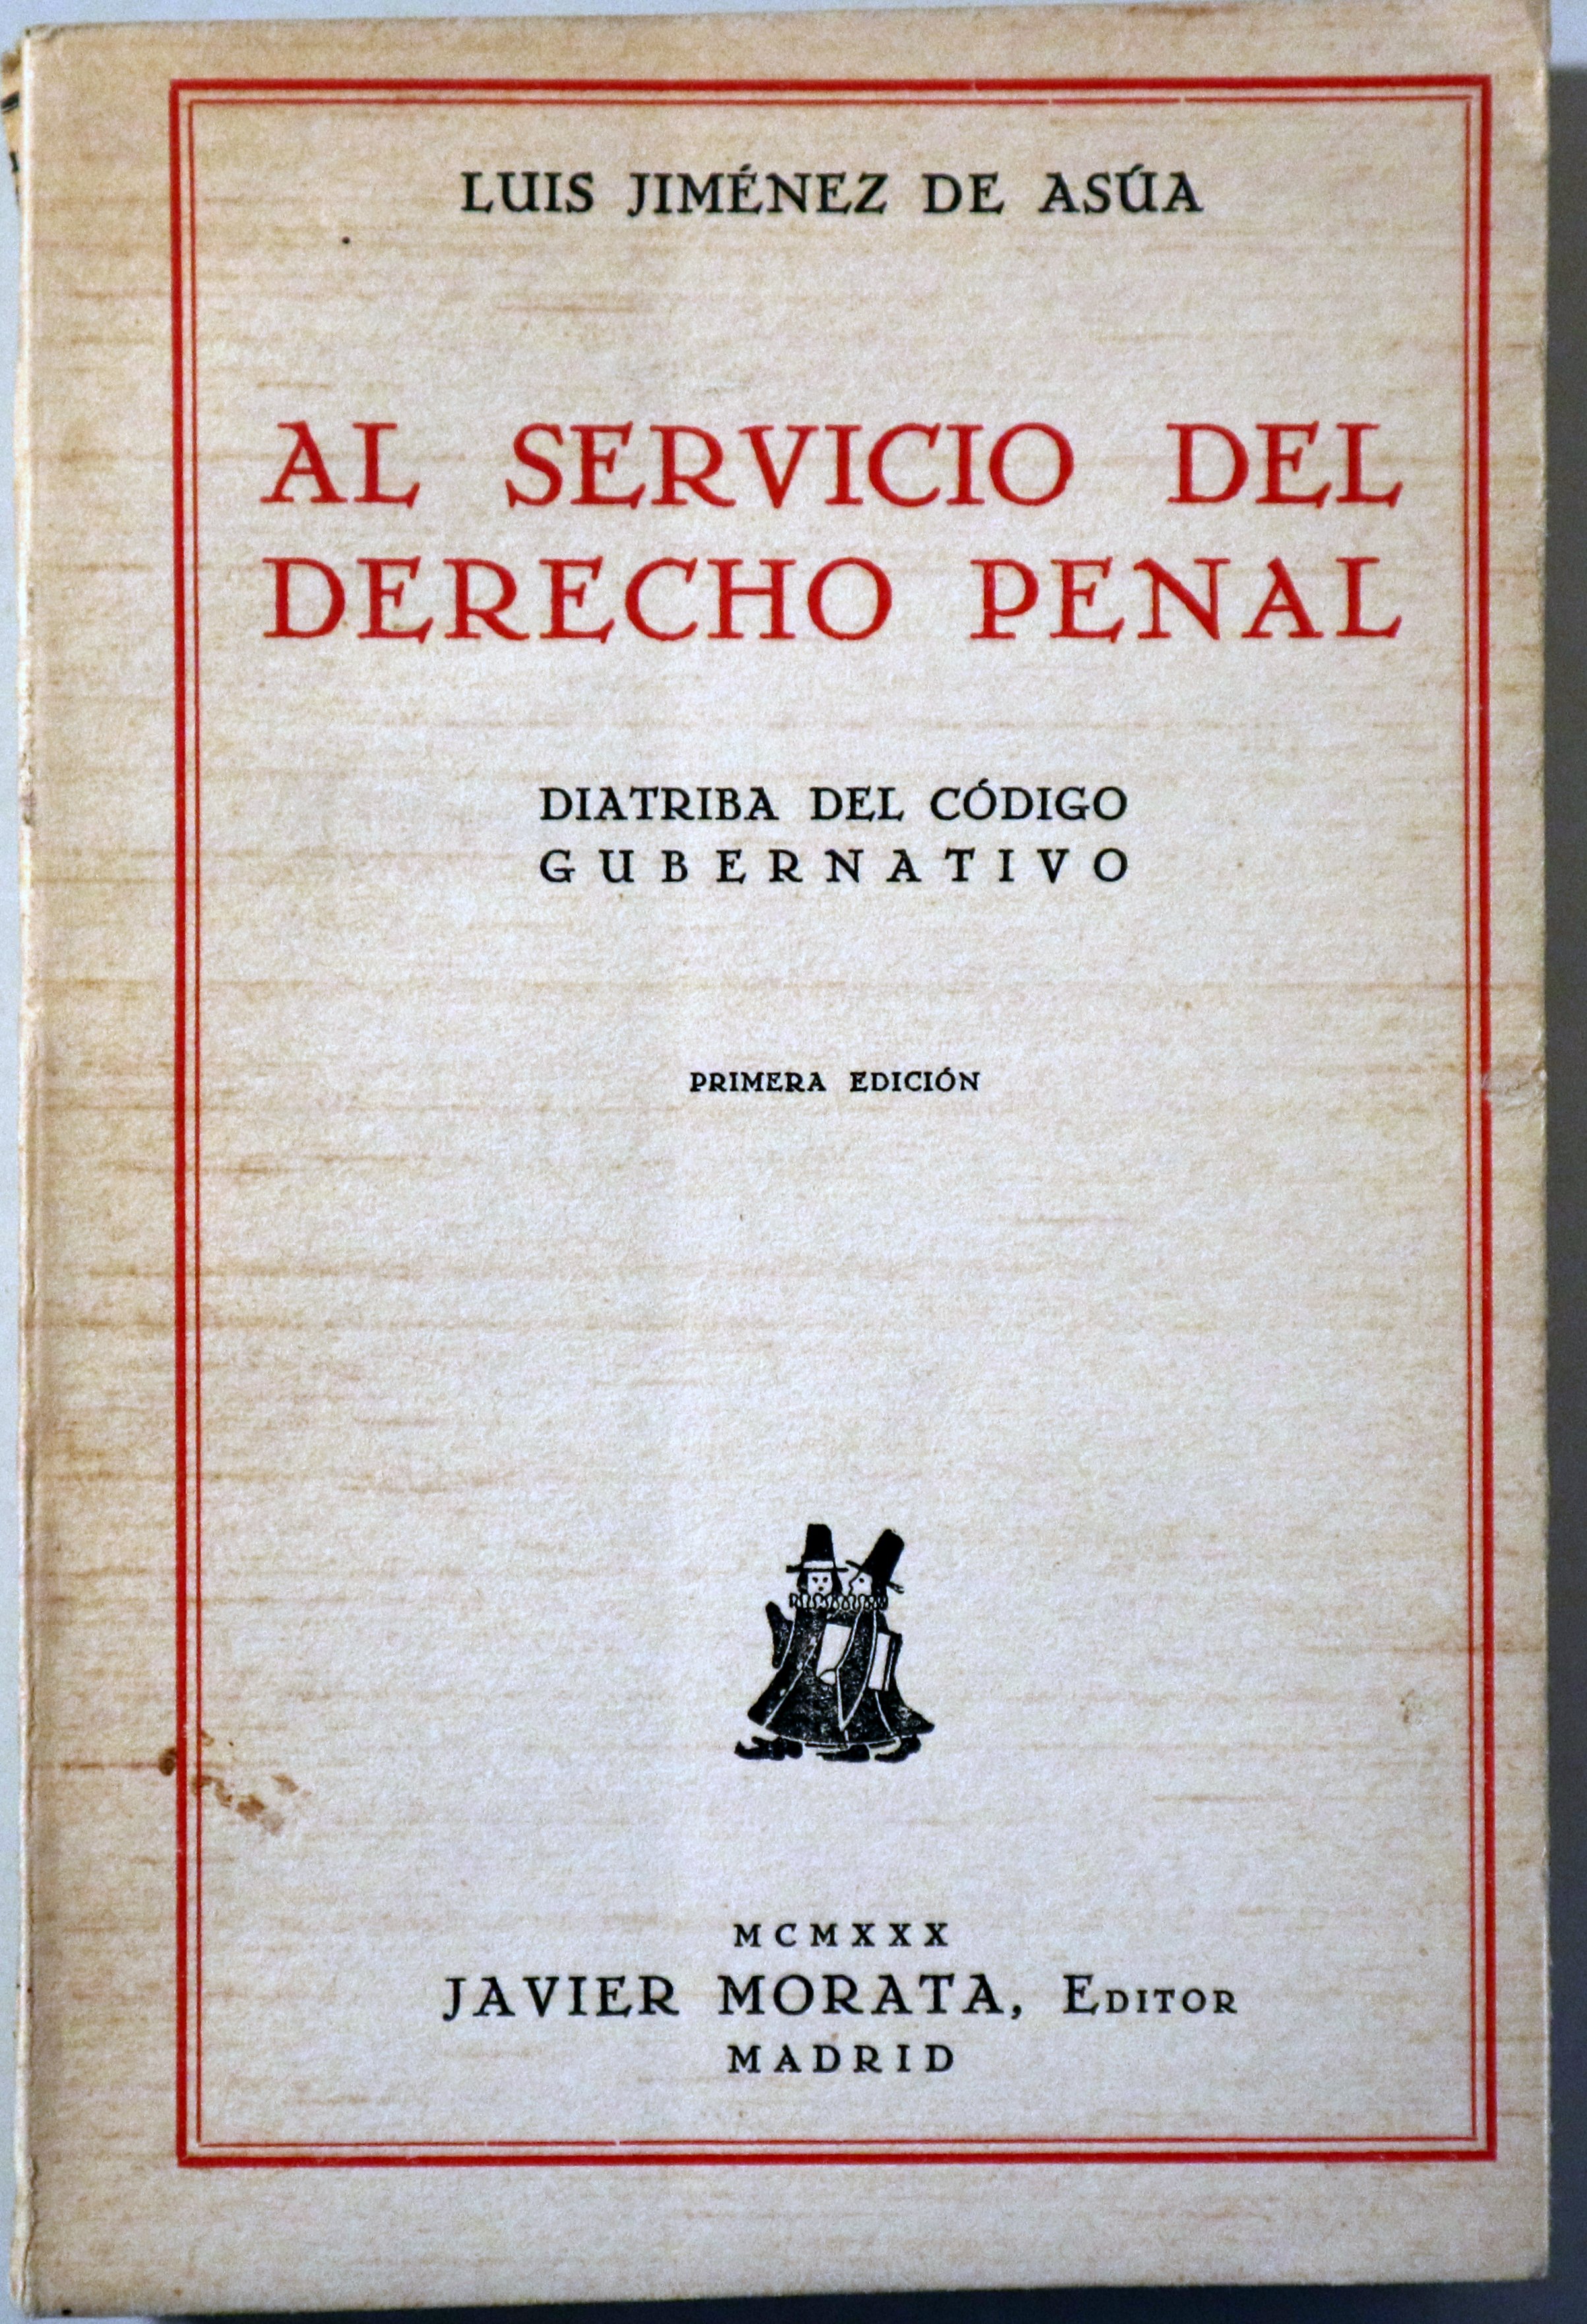 LUIS JIMÉNEZ DE ASÚA
AL SERVICIO DEL
DERECHO PENAL
DIATRIBA DEL CÓDIGO
GUBERNATIVO
PRIMERA EDICIÓN
MCMXXX
JAVIER MORATA, EDITOR
MADRID